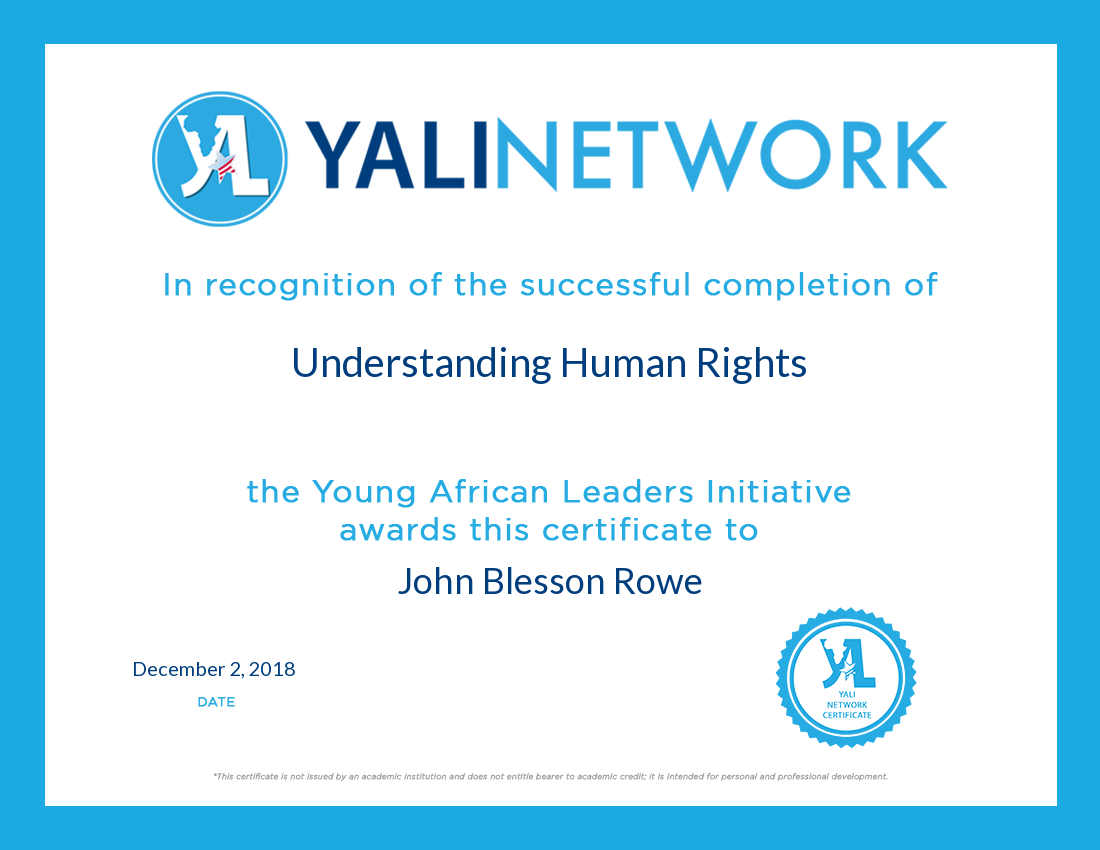 YALINETWORK
In recognition of the successful completion of
Understanding Human Rights
the Young African Leaders Initiative
awards this certificate to
John Blesson Rowe
December 2, 2018
DATE
YALI
NETWORK
CERTIFICATE
*This certificate is not issued by an academic institution and does not entitle bearer to academic credit; it is intended for personal and professional development.